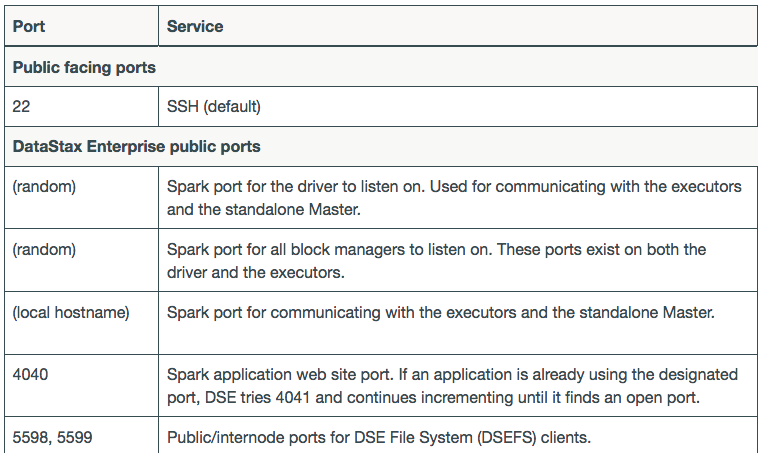 Port Service
Public facing ports
22 SSH (default)
DataStax Enterprise public ports
(random) Spark port for the driver to listen on. Used for communicating with the executors
and the standalone Master.
(random) Spark port for all block managers to listen on. These ports exist on both the
driver and the executors.
(local hostname) Spark port for communicating with the executors and the standalone Master.
4040 Spark application web site port. If an application is already using the designated
port, DSE tries 4041 and continues incrementing until it finds an open port.
5598, 5599 Public/internode ports for DSE File System (DSEFS) clients.